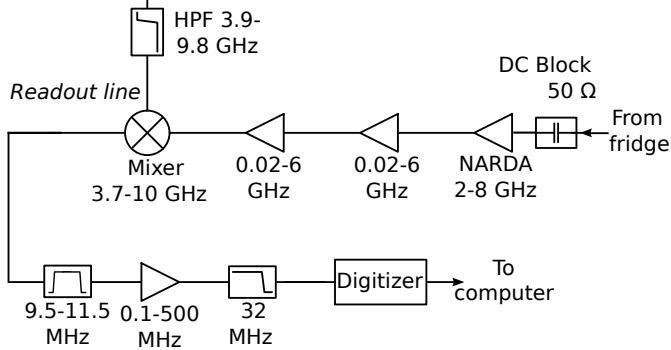 HPF 3.9-
9.8 GHz
Readout line
DC Block
50 Ω
From
fridge
Mixer
3.7-10 GHz
0.02-6
GHz
0.02-6
GHz
NARDA
2-8 GHz
9.5-11.5
MHz
0.1-500
MHz
32
MHz
Digitizer
To
computer